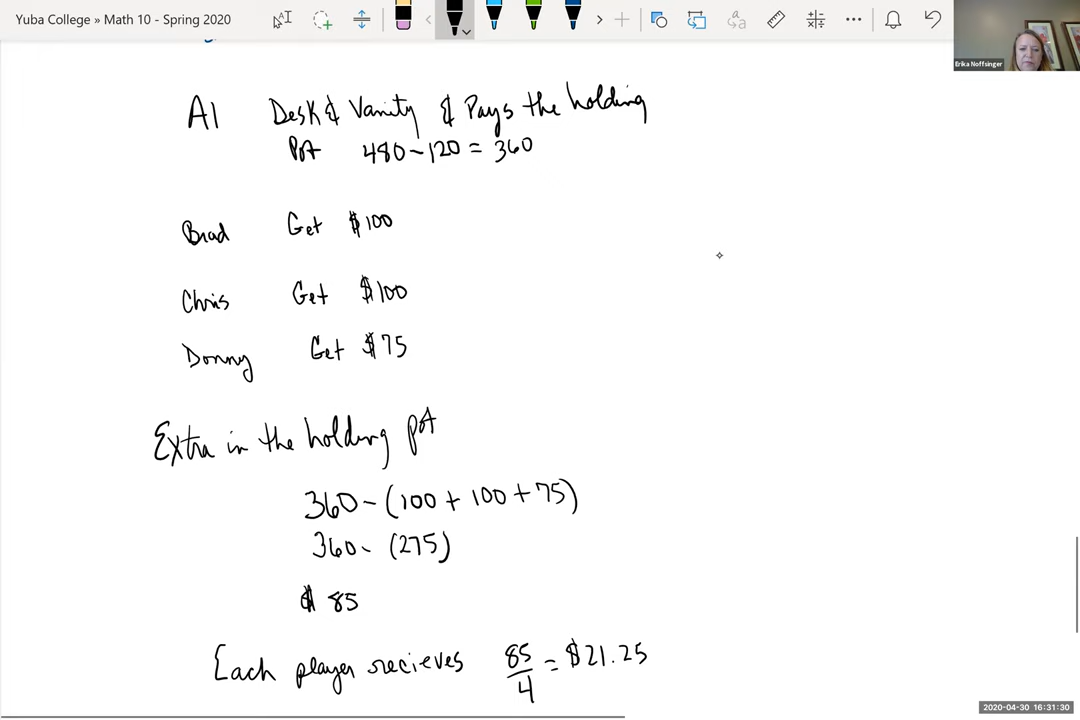 Yuba College » Math 10 - Spring 2020
Erika Noffsinger
Al Desk & Vanity & Pays the holding
Pot 480 - 120 = 360
Brad Get $100
Chris Get $100
Donny Get $75
Extra in the holding pot
360 - (100 + 100 + 75)
360 - (275)
$ 85
Each player recieves 85/4 = $21.25
2020-04-30 16:31:30